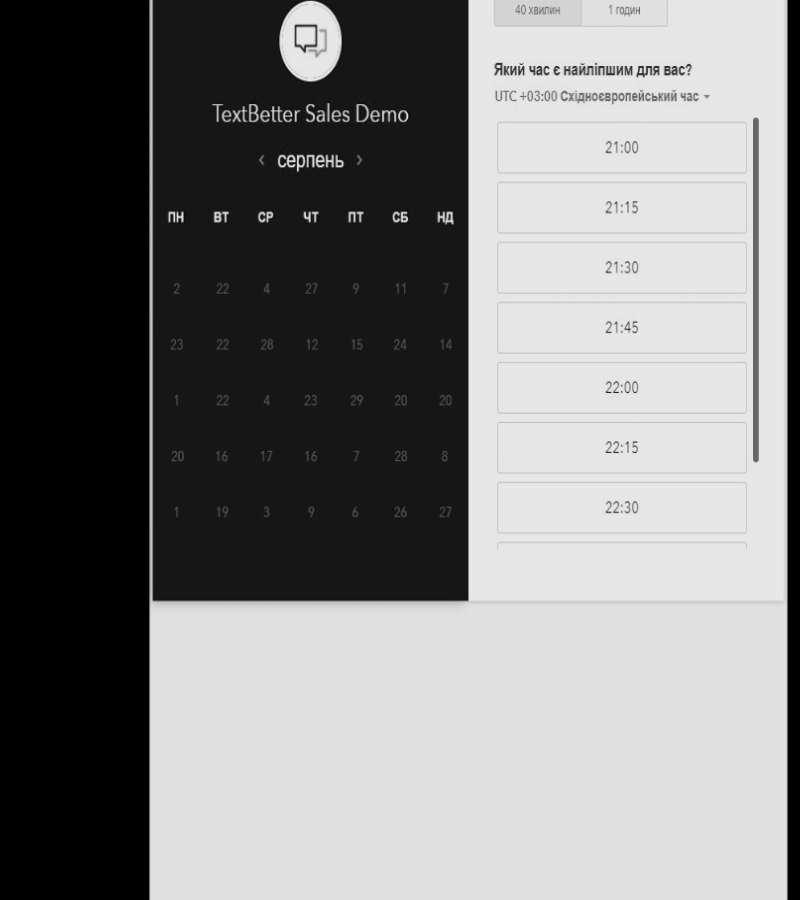 TextBetter Sales Demo
‹ серпень ›
ПН ВТ СР ЧТ ПТ СБ НД
2 22 4 27 9 11 7
23 22 28 12 15 24 14
1 22 4 23 29 20 20
20 16 17 16 7 28 8
1 19 3 9 6 26 27
40 хвилин 1 годин
Який час є найліпшим для вас?
UTC +03:00 Східноєвропейський час
21:00
21:15
21:30
21:45
22:00
22:15
22:30